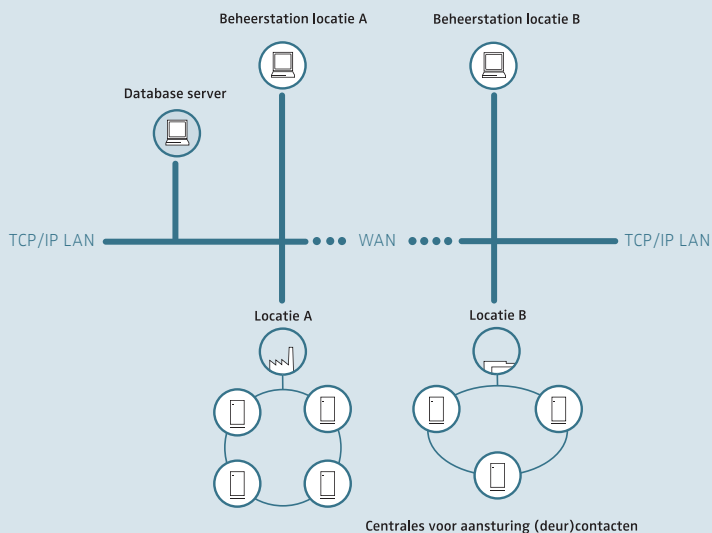 Beheerstation locatie A
Beheerstation locatie B
Database server
TCP/IP LAN
WAN
TCP/IP LAN
Locatie A
Locatie B
Centrales voor aansturing (deur)contacten